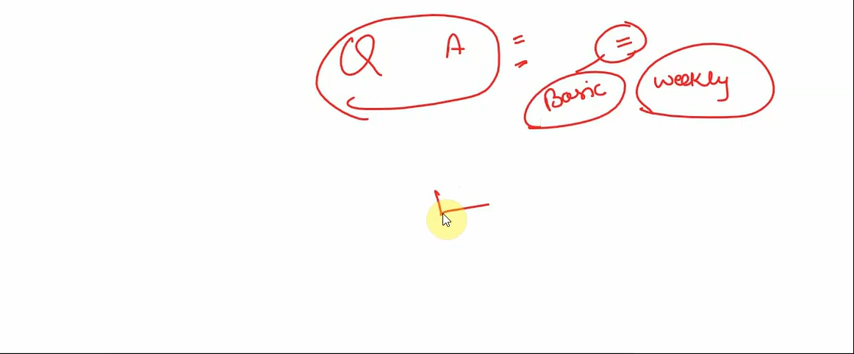 Q A = =
Basic weekly